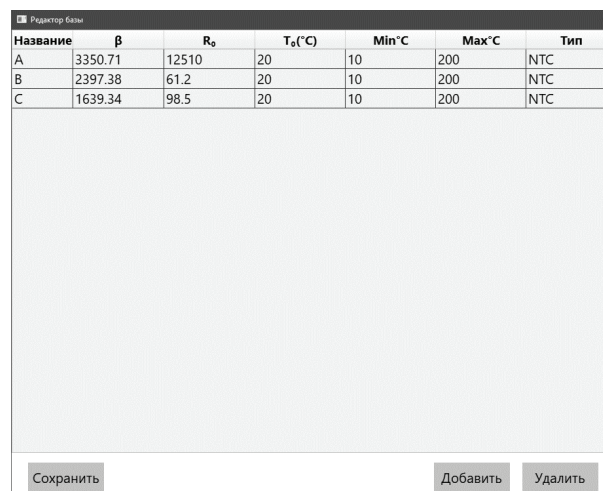 Редактор базы
Название β R₀ T₀(°C) Min°C Max°C Тип
A 3350.71 12510 20 10 200 NTC
B 2397.38 61.2 20 10 200 NTC
C 1639.34 98.5 20 10 200 NTC
Сохранить Добавить Удалить